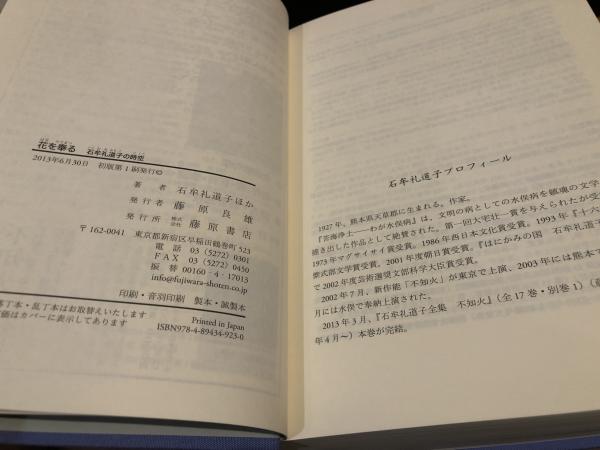 花を奉る 石牟礼道子の時空
2013年6月30日 初版第1刷発行©
著者 石牟礼道子ほか
発行者 藤原良雄
発行所 株式会社 藤原書店
〒162-0041 東京都新宿区早稲田鶴巻町523
電話 03(5272)0301
FAX 03(5272)0450
振替 00160-4-17013
info@fujiwara-shoten.co.jp
印刷・音羽印刷 製本・誠製本
落丁本・乱丁本はお取替えいたします
定価はカバーに表示してあります
Printed in Japan
ISBN978-4-89434-923-0
石牟礼道子プロフィール
1927年、熊本県天草郡に生まれる。作家。
『苦海浄土――わが水俣病』は、文明の病としての水俣病を鎮魂の文学
描き出した作品として絶賛された。第一回大宅壮一賞を与えられたが受
1973年マグサイサイ賞受賞。1986年西日本文化賞受賞。1993年『十六
紫式部文学賞受賞。2001年度朝日賞受賞。『はにかみの国 石牟礼道子
で2002年度芸術選奨文部科学大臣賞受賞。
2002年7月、新作能「不知火」が東京で上演、2003年には熊本で
月には水俣で奉納上演された。
2013年3月、『石牟礼道子全集 不知火』（全17巻・別巻1）
年4月～）本巻が完結。